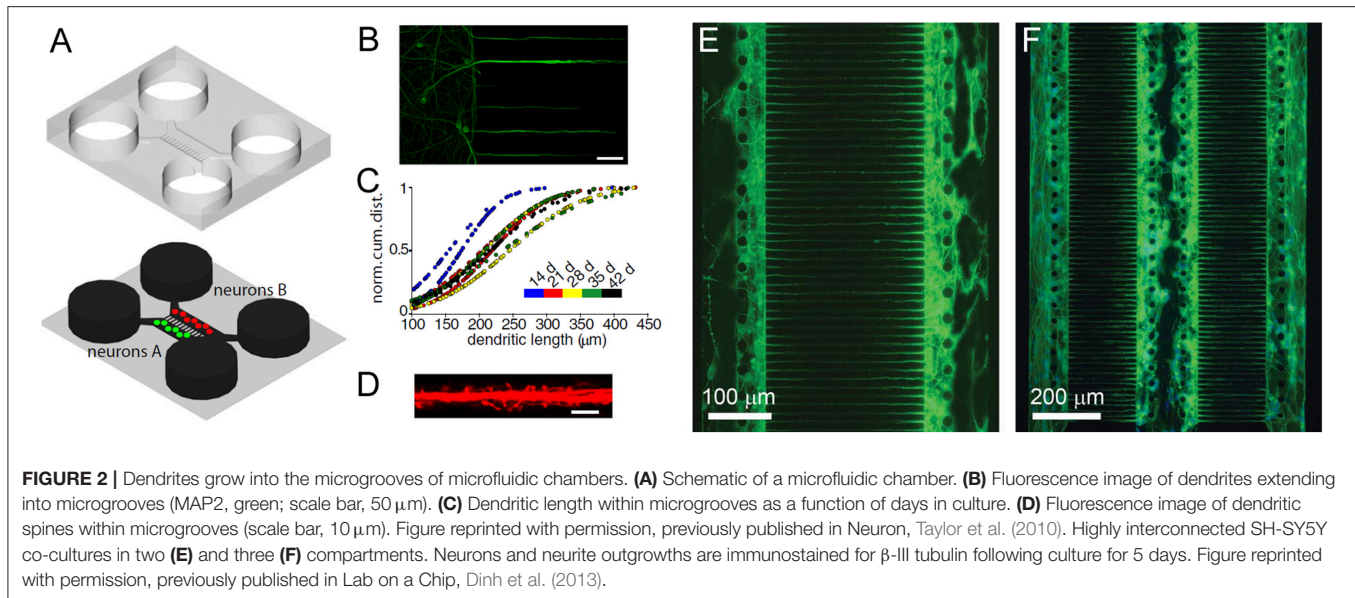 A
neurons B
neurons A
B
C
norm. cum. dist.
1
0.5
0
14 d
21 d
28 d
35 d
42 d
100 150 200 250 300 350 400 450
dendritic length (μm)
D
E
100 μm
F
200 μm
FIGURE 2 | Dendrites grow into the microgrooves of microfluidic chambers. (A) Schematic of a microfluidic chamber. (B) Fluorescence image of dendrites extending
into microgrooves (MAP2, green; scale bar, 50 μm). (C) Dendritic length within microgrooves as a function of days in culture. (D) Fluorescence image of dendritic
spines within microgrooves (scale bar, 10 μm). Figure reprinted with permission, previously published in Neuron, Taylor et al. (2010). Highly interconnected SH-SY5Y
co-cultures in two (E) and three (F) compartments. Neurons and neurite outgrowths are immunostained for β-III tubulin following culture for 5 days. Figure reprinted
with permission, previously published in Lab on a Chip, Dinh et al. (2013).